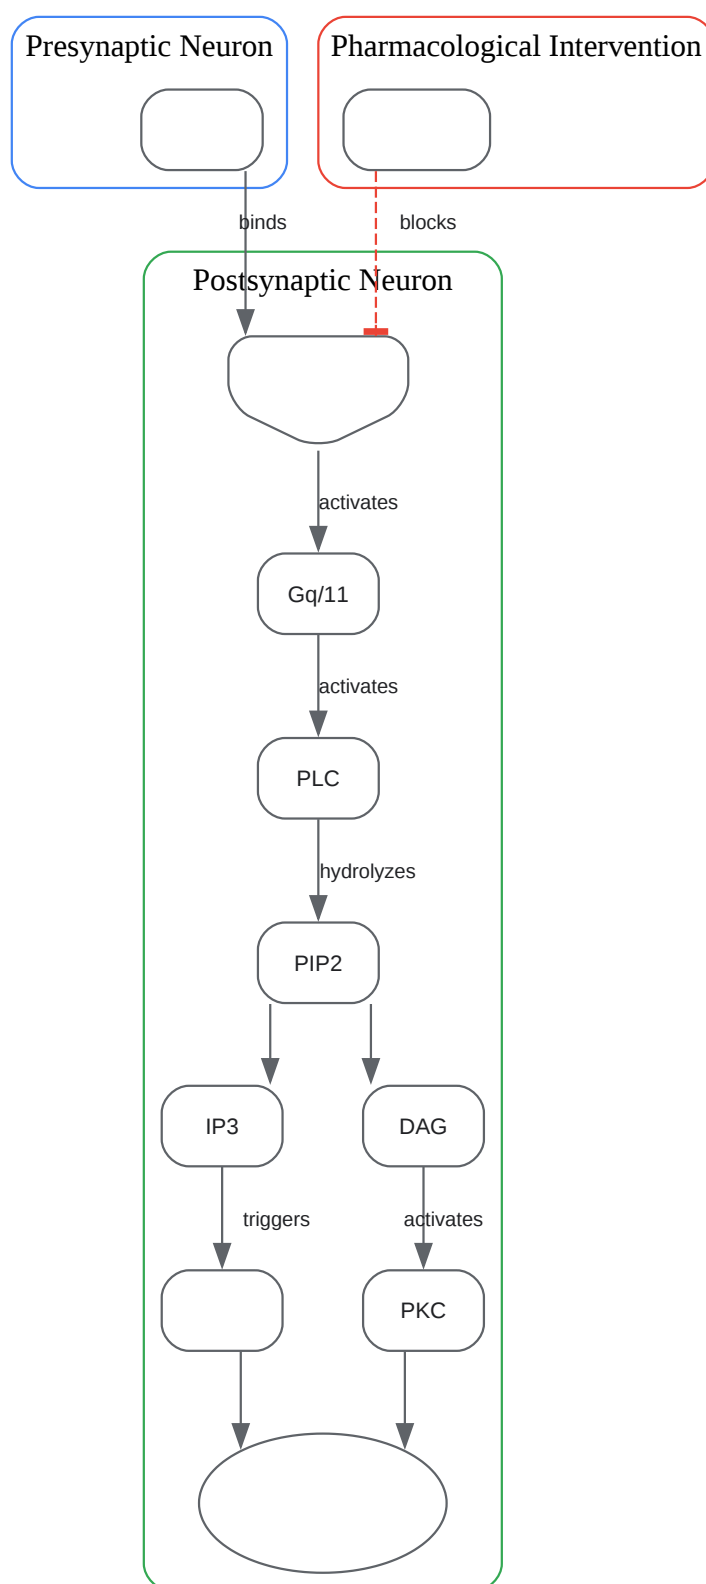 Presynaptic Neuron
Pharmacological Intervention
binds
blocks
Postsynaptic Neuron
activates
Gq/11
activates
PLC
hydrolyzes
PIP2
IP3
DAG
triggers
activates
PKC